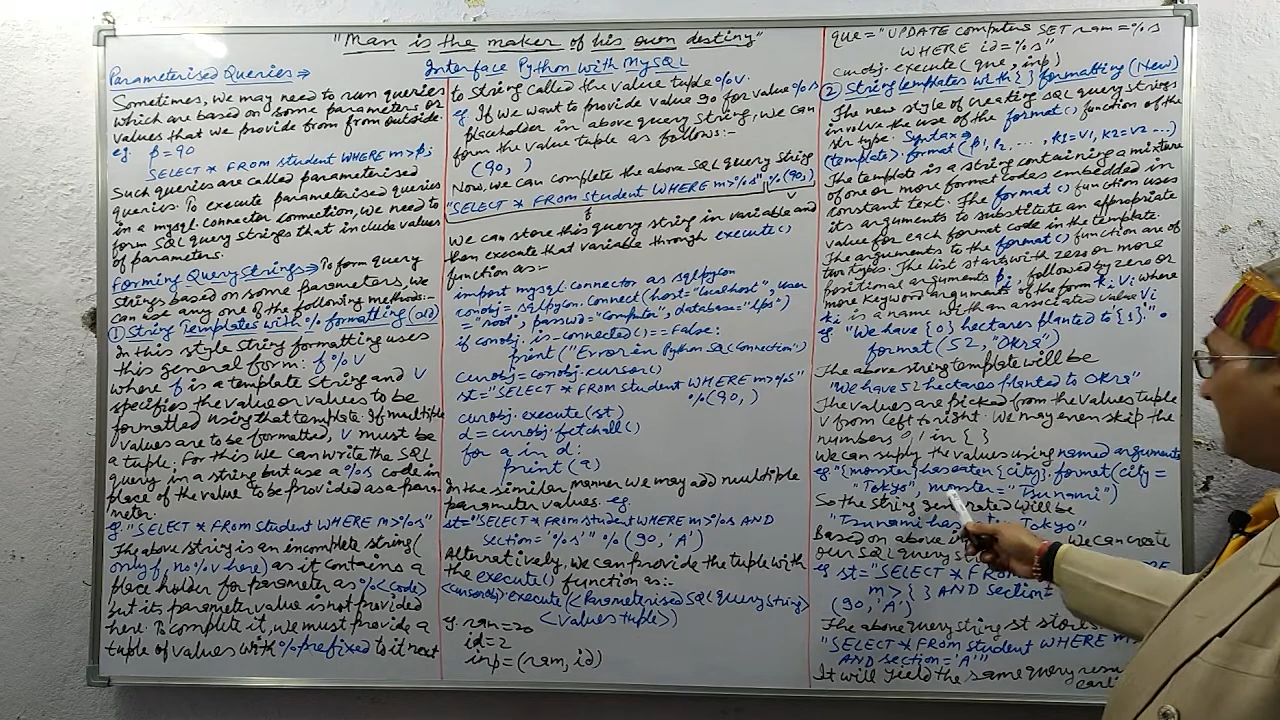 "Man is the maker of his own destiny"
Interface Python with MySQL
Parameterised Queries ⇒
Sometimes, we may need to run queries
which are based on some parameters or
values that we provide from from outside.
eg. p=90
SELECT * FROM student WHERE m>p;
Such queries are called parameterised
queries. To execute parameterised queries
in a mysql.connector connection, we need to
form SQL query strings that include values
of parameters.
Forming Query Strings ⇒ To form query
strings based on some parameters, we
can use any one of the following methods:-
① String Templates with % formatting (old)
In this style string formatting uses
this general form: f % v
where f is a template string and v
specifies the value or values to be
formatted using that template. If multiple
values are to be formatted, v must be
a tuple. For this we can write the SQL
query in a string but use a %s code in
place of the value to be provided as a para-
meter.
eg. "SELECT * FROM student WHERE m>%s"
The above string is an incomplete string (
only f, no % v here) as it contains a
place holder for parameter as %<code>
but its parameter value is not provided
here. To complete it, we must provide a
tuple of values with % prefixed to it next
to string called the value tuple % v.
eg. If we want to provide value 90 for value %s
placeholder in above query string, we can
form the value tuple as follows:-
(90, )
Now, we can complete the above SQL query string
"SELECT * FROM student WHERE m>%s" % (90,)
f v
We can store this query string in variable and
then execute that variable through execute()
function as:-
import mysql.connector as sqlpycon
conobj = sqlpycon.connect(host="localhost", user
="root", passwd="computer", database="lps")
if conobj.is_connected()==False:
print("Error in Python SQL Connection")
curobj=conobj.cursor()
st="SELECT * FROM student WHERE m>%s"
%(90, )
curobj.execute(st)
d=curobj.fetchall()
for a in d:
print(a)
In the similar manner we may add multiple
parameter values. eg.
st="SELECT * FROM student WHERE m>%s AND
section='%s'" % (90,'A')
Alternatively, we can provide the tuple with
the execute() function as:-
<cursorobj>.execute(<Parameterised SQL query string>
<values tuple>)
eg. ram=20
id=2
inp=(ram,id)
que="UPDATE computers SET ram=%s
WHERE id=%s"
curobj.execute(que, inp)
② String templates with { } formatting (New)
The new style of creating SQL query strings
involve the use of the format() function of the
str type. Syntax ⇒
(template).format(p1,p2, ..., k1=v1, k2=v2 ...)
The template is a string containing a mixture
of one or more format codes embedded in
constant text. The format() function uses
its arguments to substitute an appropriate
value for each format code in the template.
The arguments to the format() function are of
two types. The list starts with zero or more
positional arguments pi, followed by zero or
more keyword arguments of the form ki=vi where
ki is a name with an associated value vi
eg. "We have {0} hectares planted to {1}." .
format(52,"Okra")
The above string template will be
"We have 52 hectares planted to Okra"
The values are picked from the values tuple
v from left to right. We may even skip the
numbers 0,1 in { }
We can supply the values using named arguments
eg "{monster} has eaten {city}.format(city=
"Tokyo", monster="Tsunami")
So the string generated will be
"Tsunami has Tokyo"
Based on above we can create
our SQL query
eg st="SELECT * FROM WHERE
m>{ } AND section
(90,'A')
The above query string st stores
"SELECT * FROM student WHERE m>
AND section='A'"
It will yield the same query